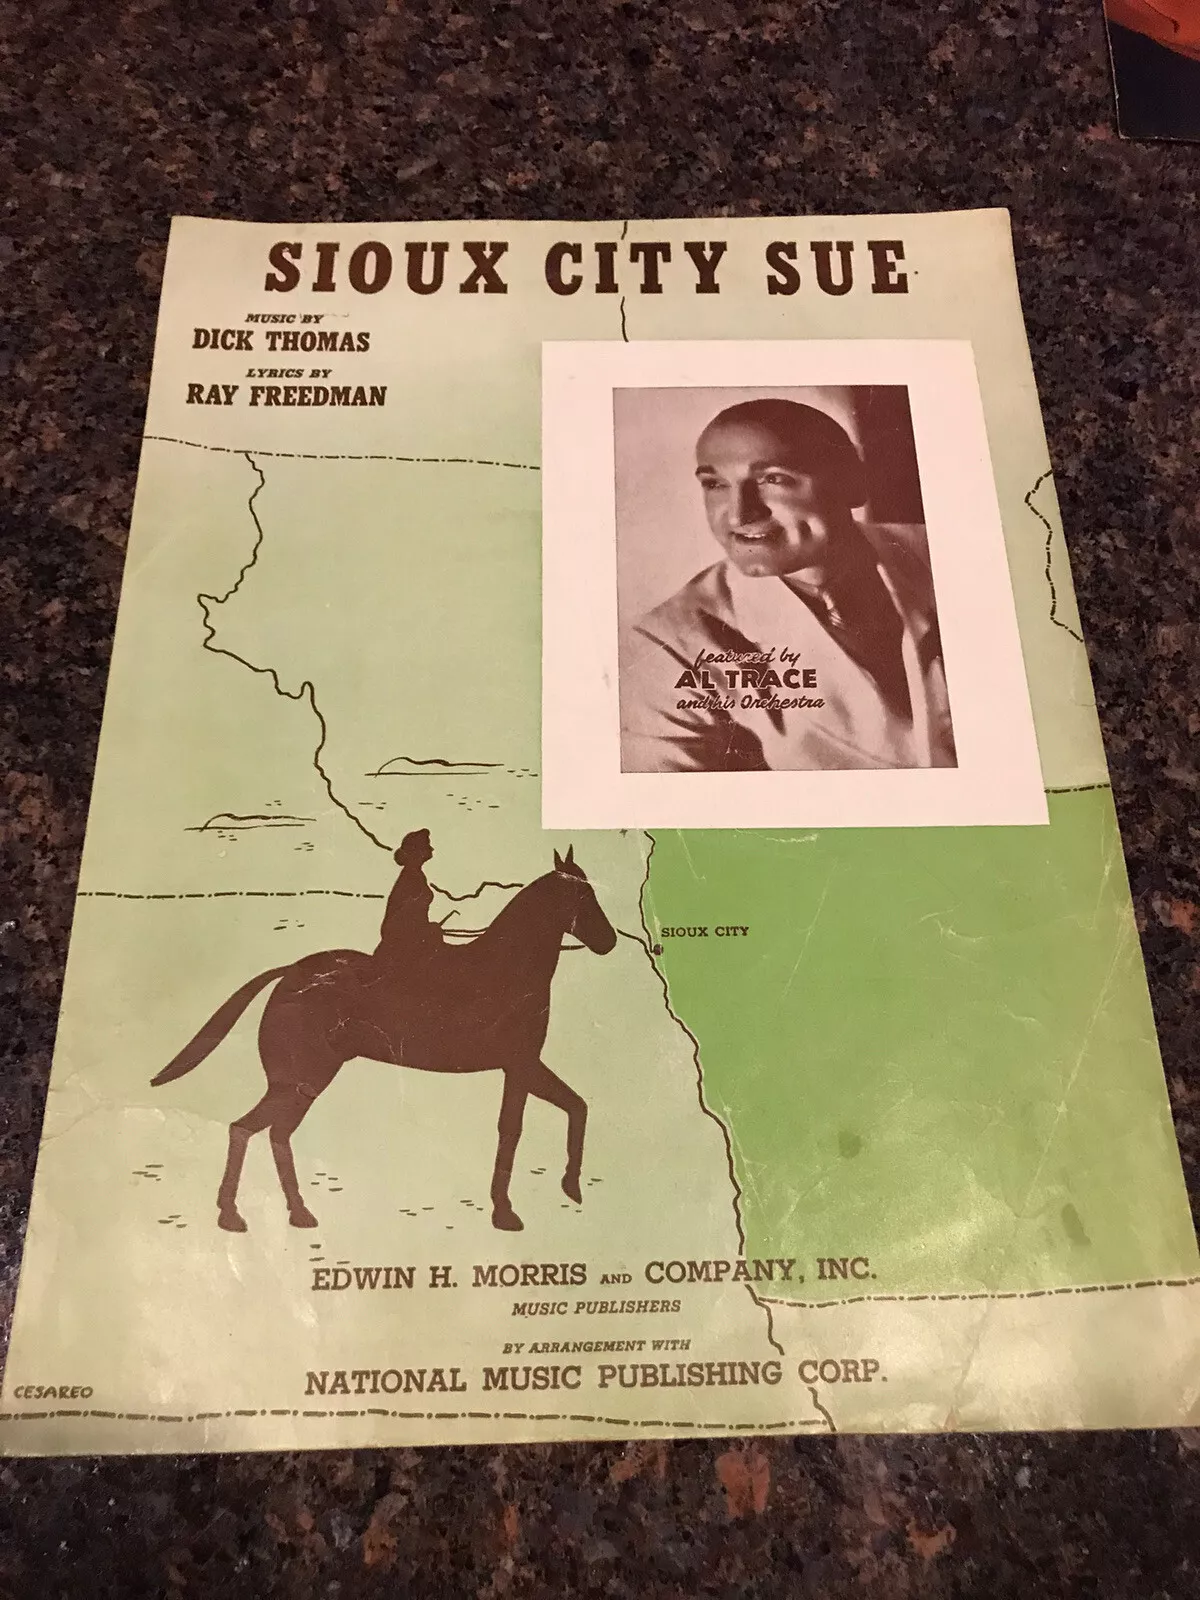 SIOUX CITY SUE
MUSIC BY
DICK THOMAS
LYRICS BY
RAY FREEDMAN
featured by
AL TRACE
and his Orchestra
SIOUX CITY
EDWIN H. MORRIS AND COMPANY, INC.
MUSIC PUBLISHERS
BY ARRANGEMENT WITH
NATIONAL MUSIC PUBLISHING CORP.
CESAREO